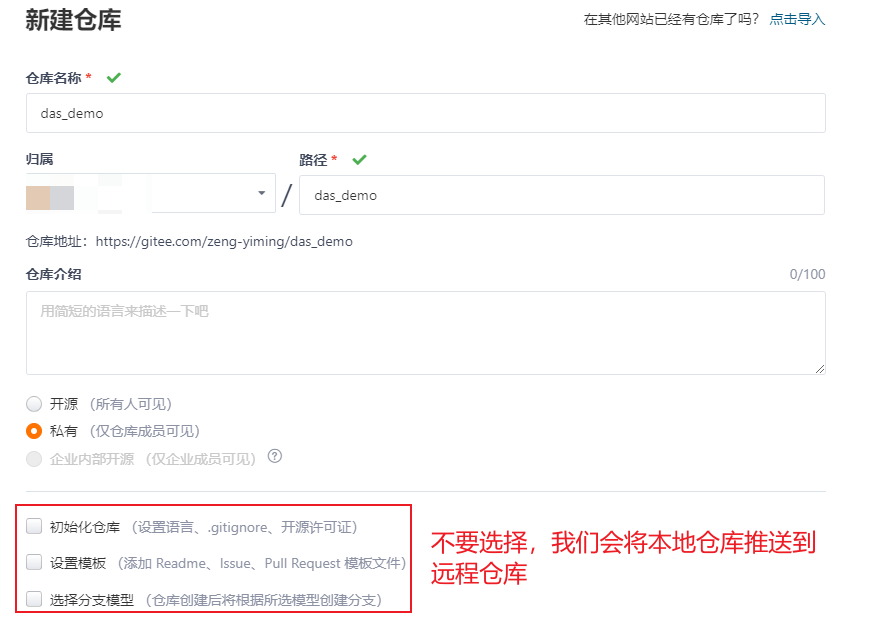 新建仓库
在其他网站已经有仓库了吗？ 点击导入
仓库名称 *
das_demo
归属
路径 *
/
das_demo
仓库地址：https://gitee.com/zeng-yiming/das_demo
仓库介绍
0/100
用简短的语言来描述一下吧
开源 （所有人可见）
私有 （仅仓库成员可见）
企业内部开源 （仅企业成员可见） ?
初始化仓库 （设置语言、.gitignore、开源许可证）
设置模板 （添加 Readme、Issue、Pull Request 模板文件）
选择分支模型 （仓库创建后将根据所选模型创建分支）
不要选择，我们会将本地仓库推送到
远程仓库